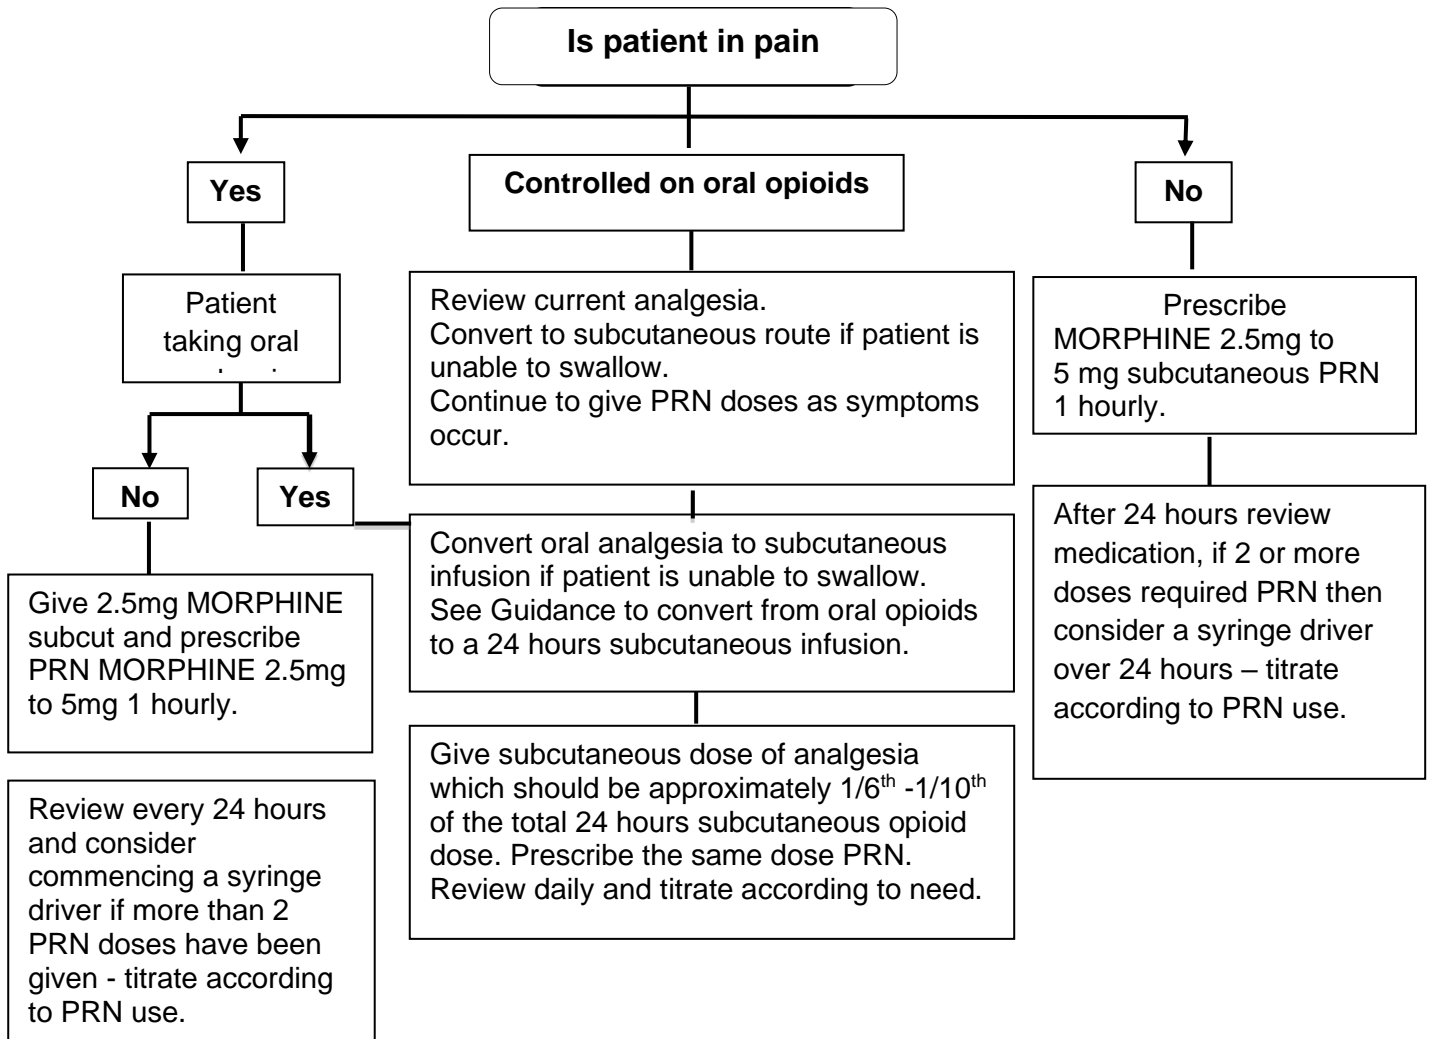 Is patient in pain
Yes
Controlled on oral opioids
No
Patient
taking oral
No
Yes
Give 2.5mg MORPHINE
subcut and prescribe
PRN MORPHINE 2.5mg
to 5mg 1 hourly.
Review every 24 hours
and consider
commencing a syringe
driver if more than 2
PRN doses have been
given - titrate according
to PRN use.
Review current analgesia.
Convert to subcutaneous route if patient is
unable to swallow.
Continue to give PRN doses as symptoms
occur.
Convert oral analgesia to subcutaneous
infusion if patient is unable to swallow.
See Guidance to convert from oral opioids
to a 24 hours subcutaneous infusion.
Give subcutaneous dose of analgesia
which should be approximately 1/6th -1/10th
of the total 24 hours subcutaneous opioid
dose. Prescribe the same dose PRN.
Review daily and titrate according to need.
Prescribe
MORPHINE 2.5mg to
5 mg subcutaneous PRN
1 hourly.
After 24 hours review
medication, if 2 or more
doses required PRN then
consider a syringe driver
over 24 hours – titrate
according to PRN use.